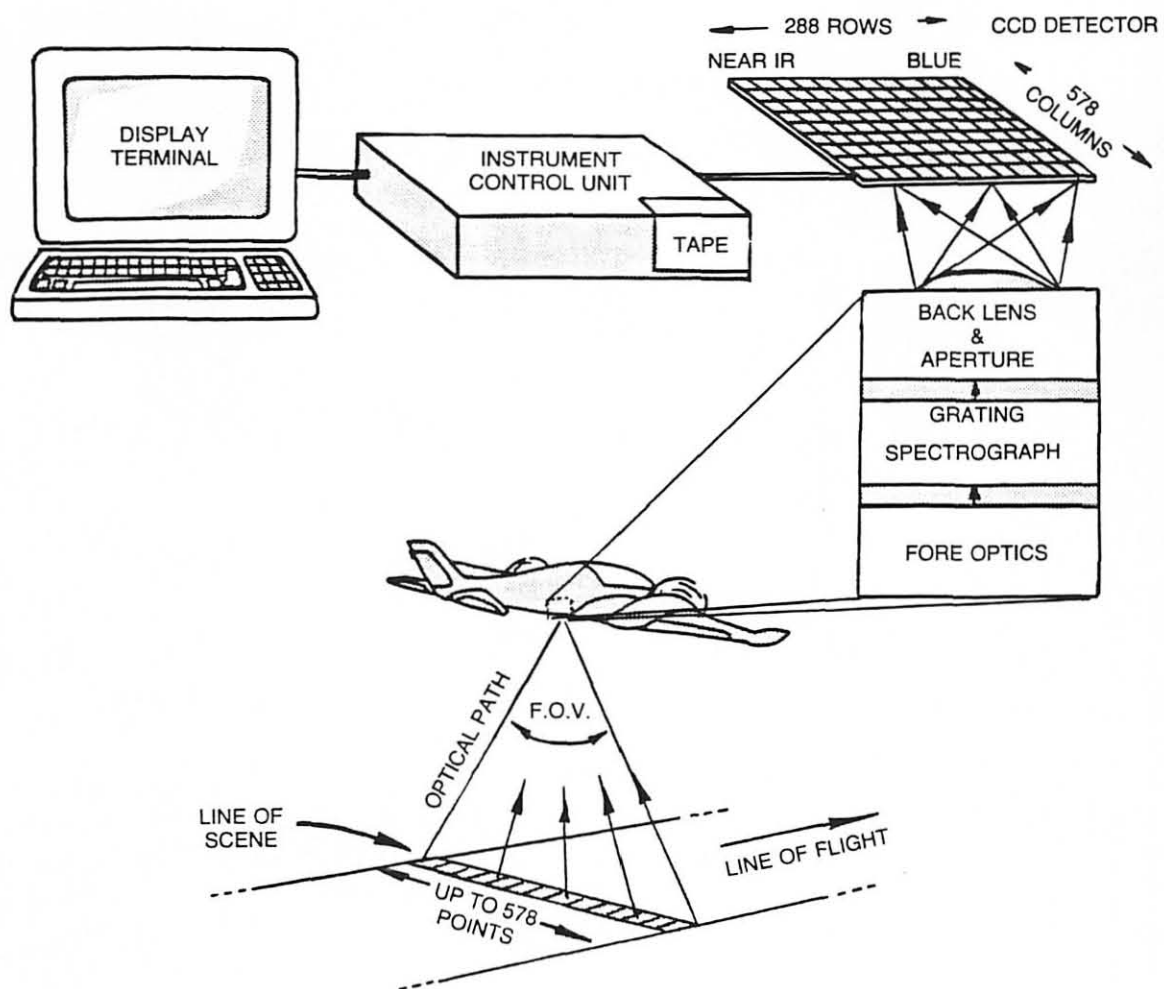 288 ROWS
CCD DETECTOR
NEAR IR
BLUE
578
COLUMNS
DISPLAY
TERMINAL
INSTRUMENT
CONTROL UNIT
TAPE
BACK LENS
&
APERTURE
GRATING
SPECTROGRAPH
FORE OPTICS
OPTICAL PATH
F.O.V.
LINE OF
SCENE
LINE OF FLIGHT
UP TO 578
POINTS